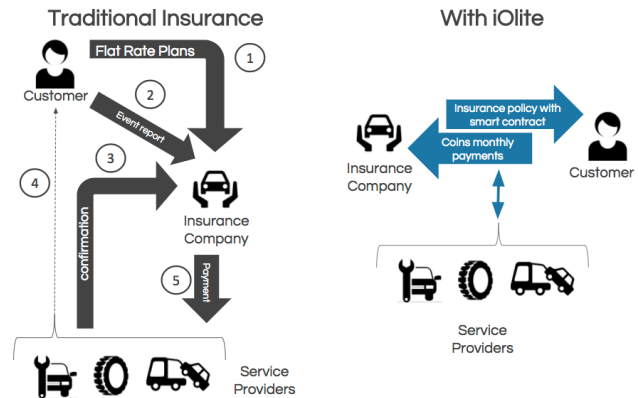 Traditional Insurance
Flat Rate Plans
1
Customer
2
Event report
3
4
confirmation
Insurance
Company
5
Payment
Service
Providers
With iOlite
Insurance policy with
smart contract
Coins monthly
payments
Insurance
Company
Customer
Service
Providers